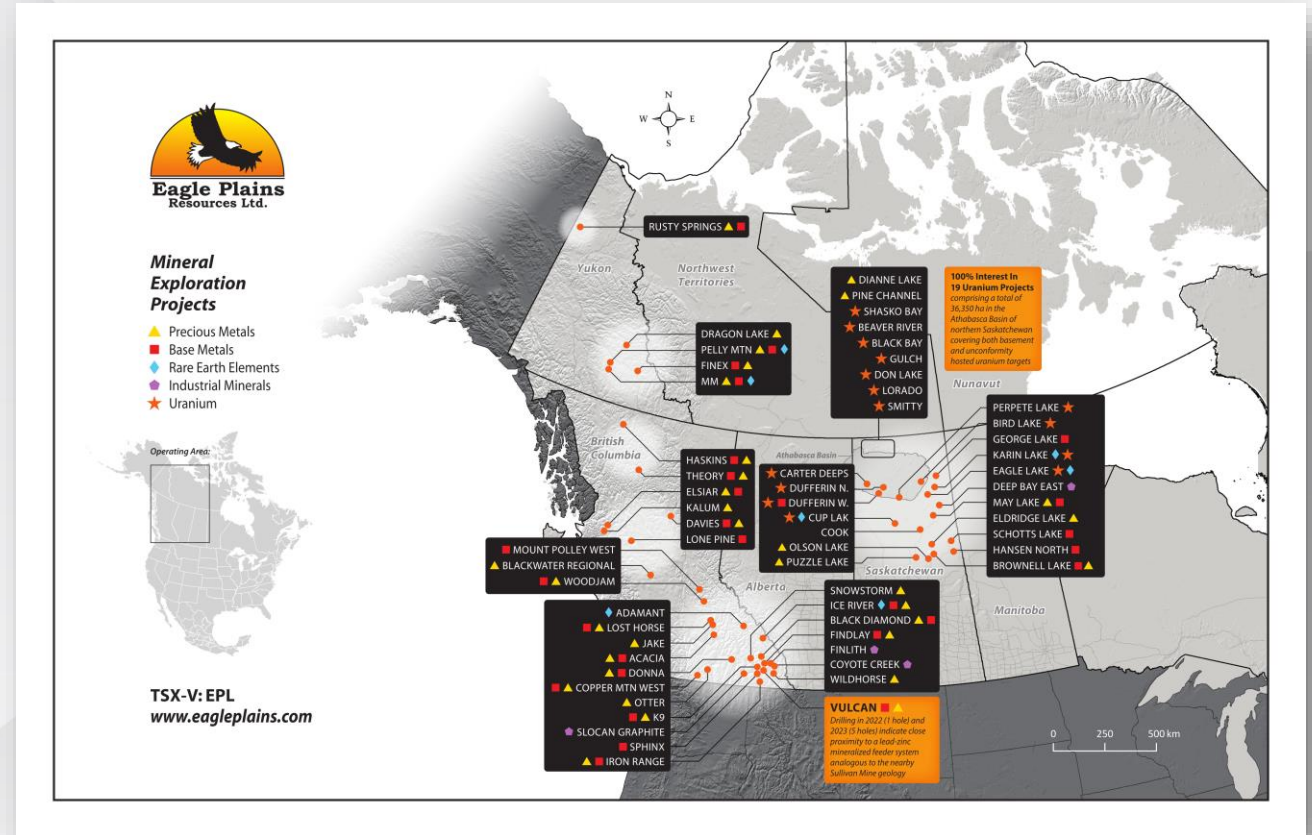 Eagle Plains
Resources Ltd.
Mineral
Exploration
Projects
Precious Metals
Base Metals
Rare Earth Elements
Industrial Minerals
Uranium
Operating Area:
TSX-V: EPL
www.eagleplains.com
N
W E
S
RUSTY SPRINGS
Yukon
Northwest
Territories
DRAGON LAKE
PELLY MTN
FINEX
MM
DIANNE LAKE
PINE CHANNEL
SHASKO BAY
BEAVER RIVER
BLACK BAY
GULCH
DON LAKE
LORADO
SMITTY
100% Interest In
19 Uranium Projects
comprising a total of
36,350 ha in the
Athabasca Basin of
northern Saskatchewan
covering both basement
and unconformity
hosted uranium targets
Nunavut
British
Columbia
HASKINS
THEORY
ELSIAR
KALUM
DAVIES
LONE PINE
Athabasca Basin
CARTER DEEPS
DUFFERIN N.
DUFFERIN W.
CUP LAK
COOK
OLSON LAKE
PUZZLE LAKE
PERPETE LAKE
BIRD LAKE
GEORGE LAKE
KARIN LAKE
EAGLE LAKE
DEEP BAY EAST
MAY LAKE
ELDRIDGE LAKE
SCHOTTS LAKE
HANSEN NORTH
BROWNELL LAKE
MOUNT POLLEY WEST
BLACKWATER REGIONAL
WOODJAM
Alberta
Saskatchewan
Manitoba
ADAMANT
LOST HORSE
JAKE
ACACIA
DONNA
COPPER MTN WEST
OTTER
K9
SLOCAN GRAPHITE
SPHINX
IRON RANGE
SNOWSTORM
ICE RIVER
BLACK DIAMOND
FINDLAY
FINLITH
COYOTE CREEK
WILDHORSE
VULCAN
Drilling in 2022 (1 hole) and
2023 (5 holes) indicate close
proximity to a lead-zinc
mineralized feeder system
analogous to the nearby
Sullivan Mine geology
0 250 500 km